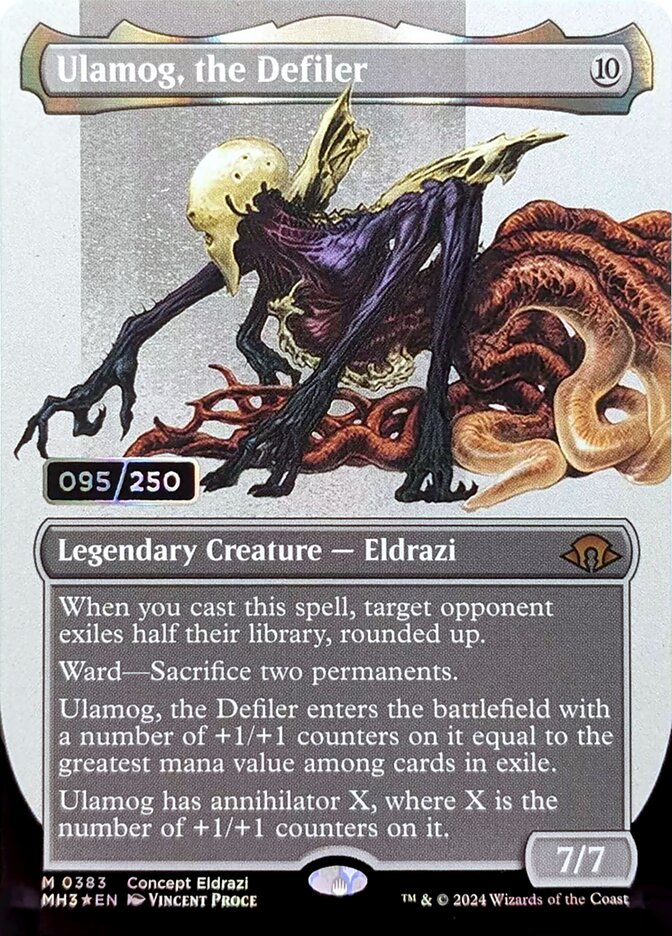 Ulamog, the Defiler 10
095/250
Legendary Creature — Eldrazi
When you cast this spell, target opponent
exiles half their library, rounded up.
Ward—Sacrifice two permanents.
Ulamog, the Defiler enters the battlefield with
a number of +1/+1 counters on it equal to the
greatest mana value among cards in exile.
Ulamog has annihilator X, where X is the
number of +1/+1 counters on it.
7/7
M 0383 Concept Eldrazi
MH3★EN Vincent Proce ™ & © 2024 Wizards of the Coast